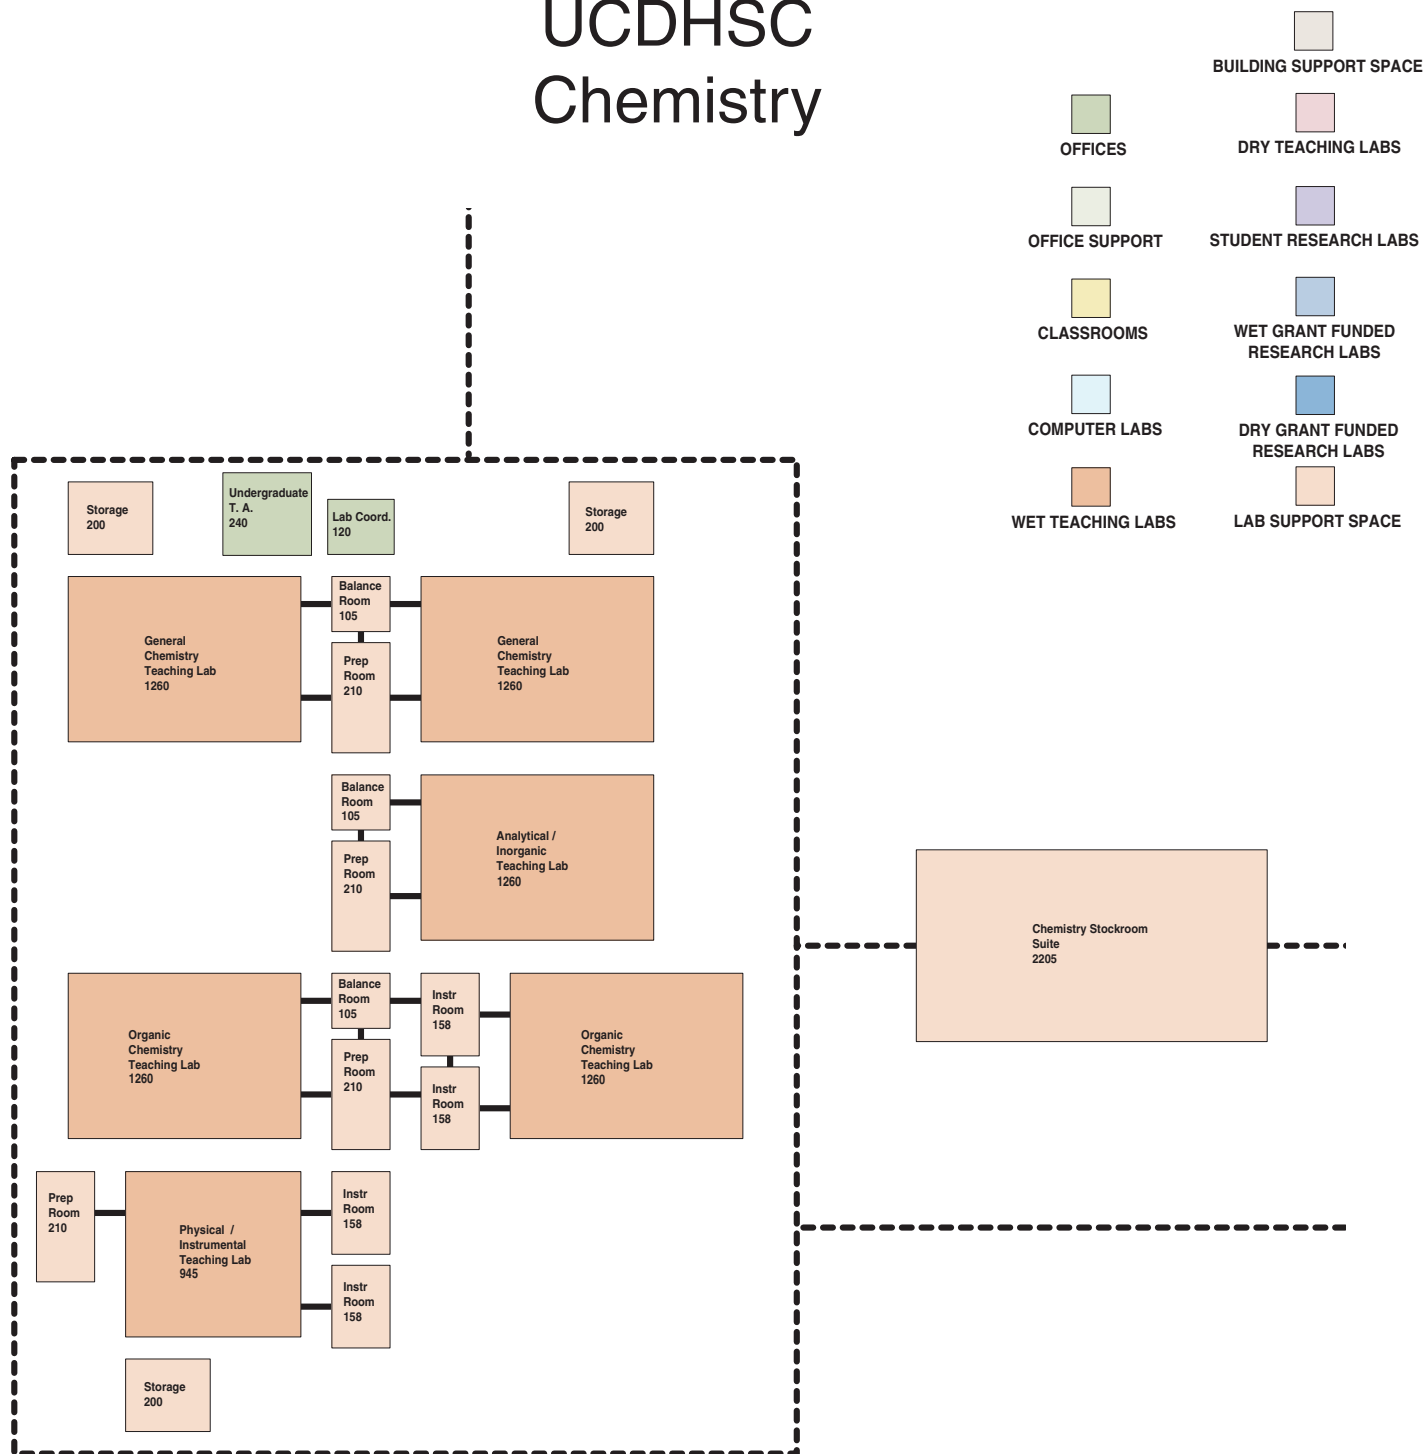 UCDHSC
Chemistry
BUILDING SUPPORT SPACE
OFFICES
DRY TEACHING LABS
OFFICE SUPPORT
STUDENT RESEARCH LABS
CLASSROOMS
WET GRANT FUNDED
RESEARCH LABS
COMPUTER LABS
DRY GRANT FUNDED
RESEARCH LABS
WET TEACHING LABS
LAB SUPPORT SPACE
Storage
200
Undergraduate
T. A.
240
Lab Coord.
120
Storage
200
General
Chemistry
Teaching Lab
1260
Balance
Room
105
Prep
Room
210
General
Chemistry
Teaching Lab
1260
Balance
Room
105
Prep
Room
210
Analytical /
Inorganic
Teaching Lab
1260
Chemistry Stockroom
Suite
2205
Organic
Chemistry
Teaching Lab
1260
Balance
Room
105
Prep
Room
210
Instr
Room
158
Instr
Room
158
Organic
Chemistry
Teaching Lab
1260
Prep
Room
210
Physical /
Instrumental
Teaching Lab
945
Instr
Room
158
Instr
Room
158
Storage
200